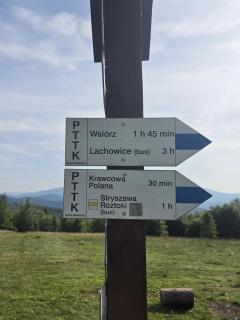 PTTK
Wsiórz 1 h 45 min
Lachowice (bus) 3 h
PTTK
Krawcowa
Polana 30 min
Stryszawa
Roztoki 1 h
(bus)